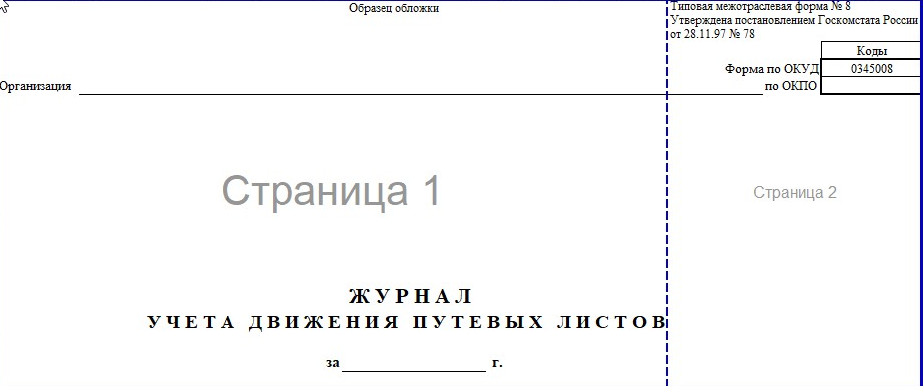 Образец обложки
Типовая межотраслевая форма № 8
Утверждена постановлением Госкомстата России
от 28.11.97 № 78
Коды
Форма по ОКУД 0345008
Организация по ОКПО
Страница 1
Страница 2
ЖУРНАЛ
УЧЕТА ДВИЖЕНИЯ ПУТЕВЫХ ЛИСТОВ
за г.